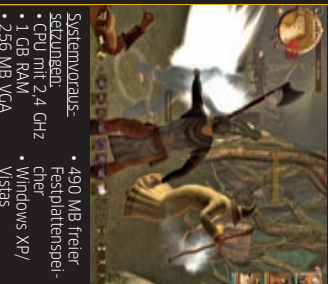 Systemvoraus-
setzungen:
• CPU mit 2,4 GHz
• 1 GB RAM
• 256 MB VGA
• 490 MB freier
Festplattenspei-
cher
• Windows XP/
Vistas